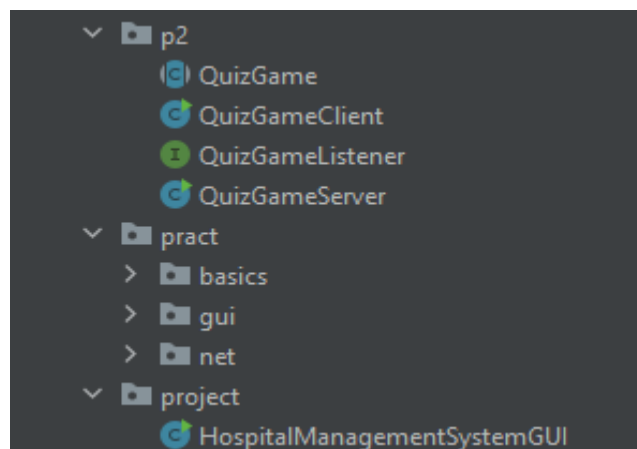 p2
QuizGame
QuizGameClient
QuizGameListener
QuizGameServer
pract
basics
gui
net
project
HospitalManagementSystemGUI